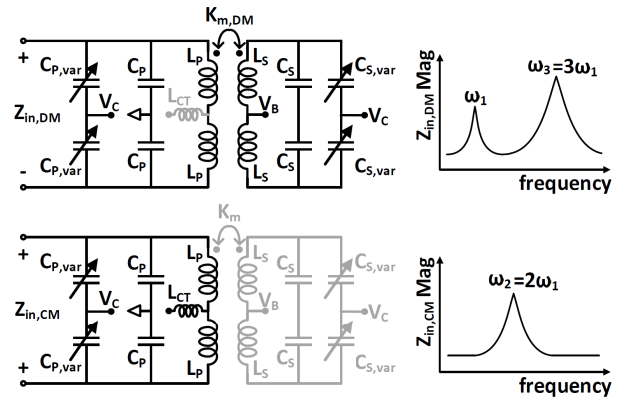 K_m,DM
+
C_P,var
C_P
L_P
L_S
C_S
C_S,var
Z_in,DM
V_C
L_CT
V_B
V_C
C_P,var
C_P
C_S
C_S,var
-
L_P
L_S
Z_in,DM Mag
ω_1
ω_3=3ω_1
frequency
K_m
+
C_P,var
C_P
L_P
L_S
C_S
C_S,var
Z_in,CM
V_C
L_CT
V_B
V_C
C_P,var
C_P
C_S
C_S,var
+
L_P
L_S
Z_in,CM Mag
ω_2=2ω_1
frequency